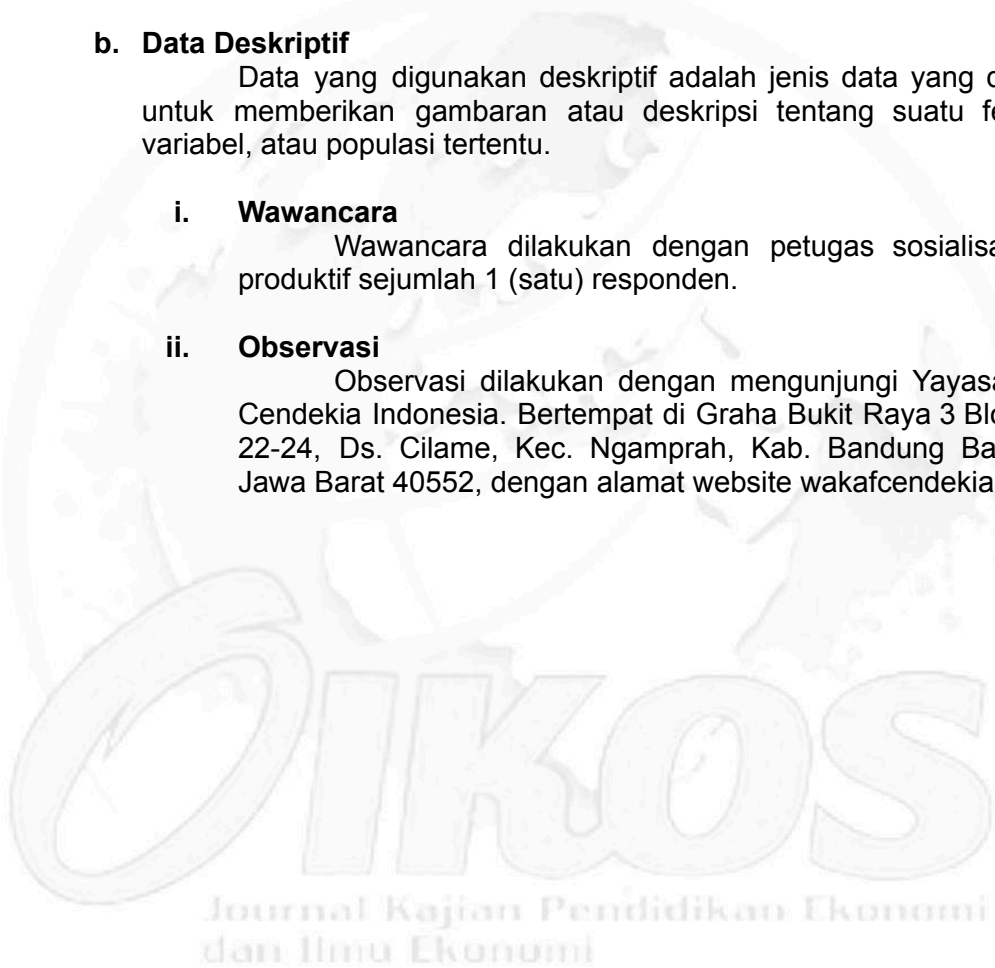 b. Data Deskriptif
Data yang digunakan deskriptif adalah jenis data yang
untuk memberikan gambaran atau deskripsi tentang suatu
variabel, atau populasi tertentu.
i. Wawancara
Wawancara dilakukan dengan petugas
produktif sejumlah 1 (satu) responden.
ii. Observasi
Observasi dilakukan dengan mengunjungi
Cendekia Indonesia. Bertempat di Graha Bukit Raya 3
22-24, Ds. Cilame, Kec. Ngamprah, Kab. Bandung
Jawa Barat 40552, dengan alamat website
OIKOS
Journal Kajian Pendidikan Ekonomi
dan Ilmu Ekonomi